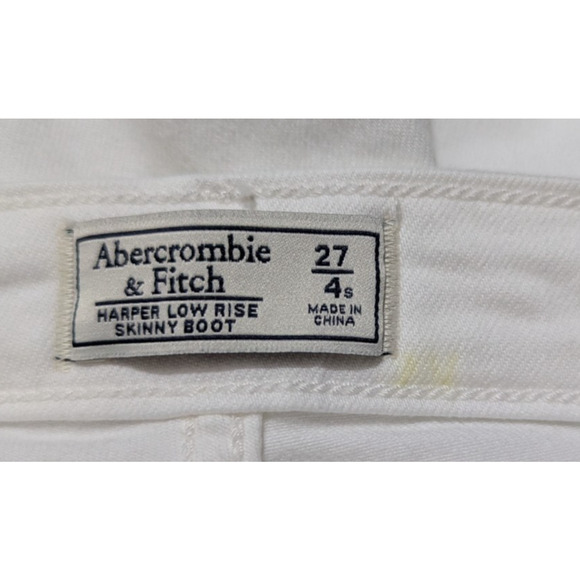 Abercrombie
& Fitch
HARPER LOW RISE
SKINNY BOOT
27
4s
MADE IN
CHINA